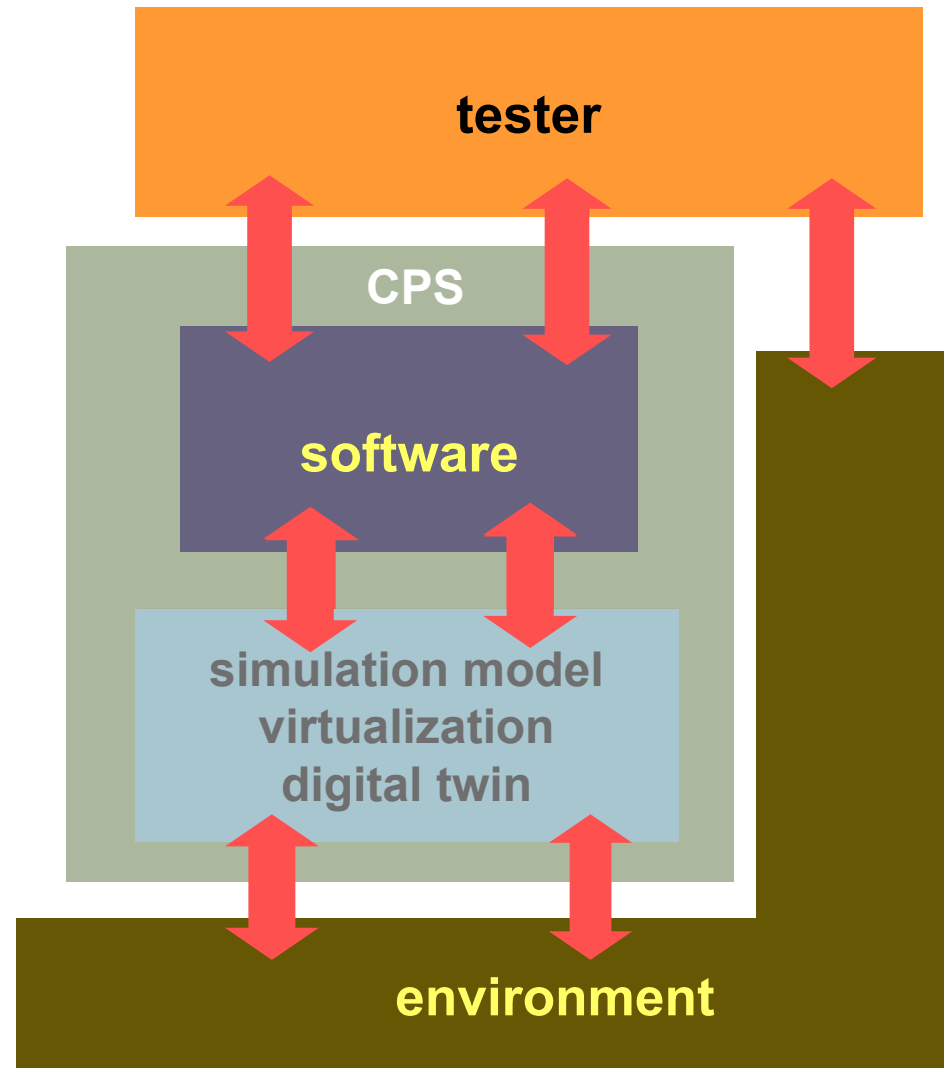 tester
CPS
software
simulation model
virtualization
digital twin
environment